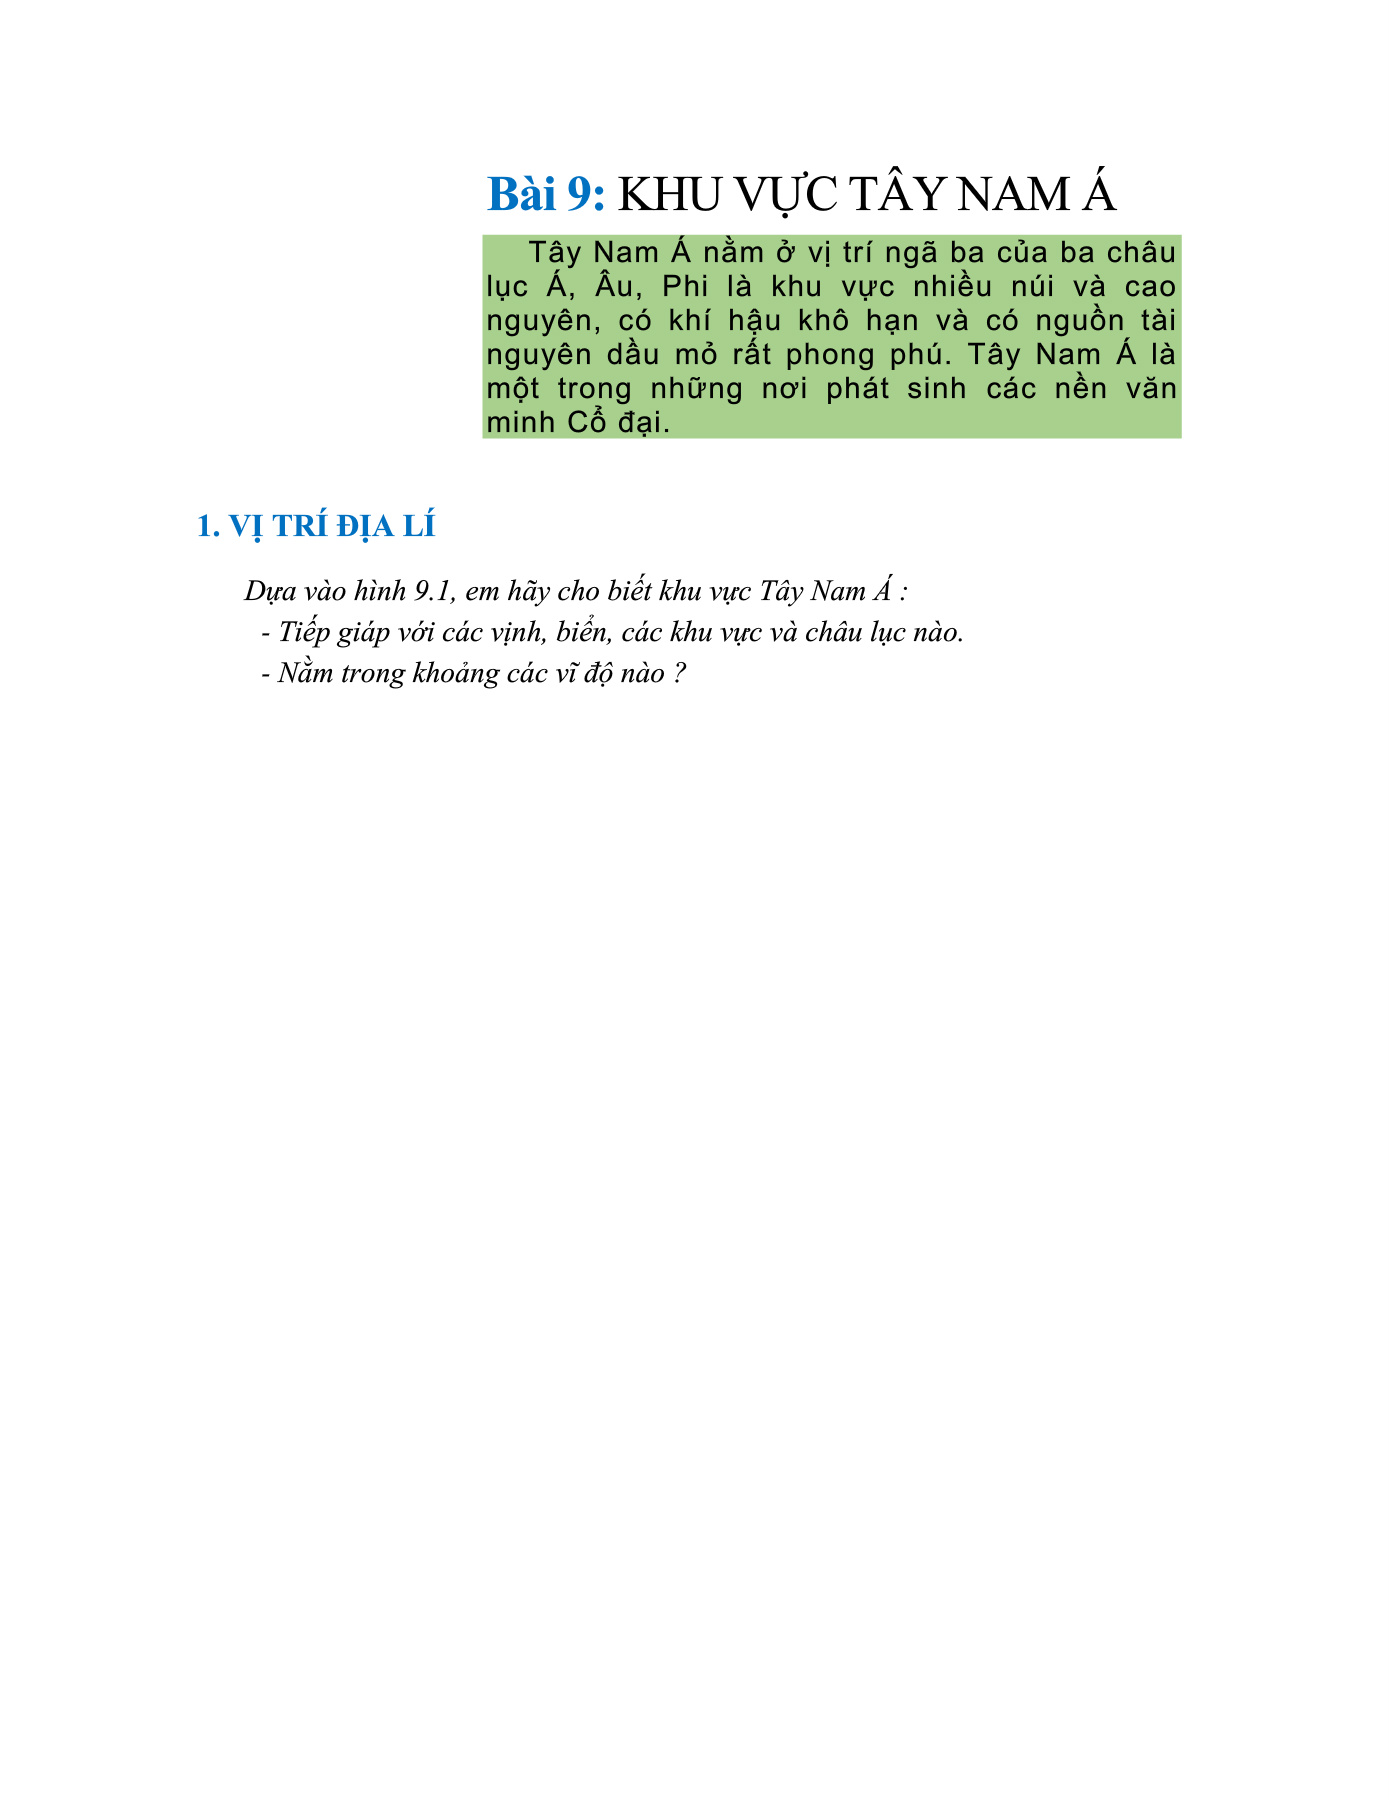 Bài 9: KHU VỰC TÂY NAM Á
Tây Nam Á nằm ở vị trí ngã ba của ba châu
lục Á, Âu, Phi là khu vực nhiều núi và cao
nguyên, có khí hậu khô hạn và có nguồn tài
nguyên dầu mỏ rất phong phú. Tây Nam Á là
một trong những nơi phát sinh các nền văn
minh Cổ đại.
1. VỊ TRÍ ĐỊA LÍ
Dựa vào hình 9.1, em hãy cho biết khu vực Tây Nam Á :
- Tiếp giáp với các vịnh, biển, các khu vực và châu lục nào.
- Nằm trong khoảng các vĩ độ nào ?